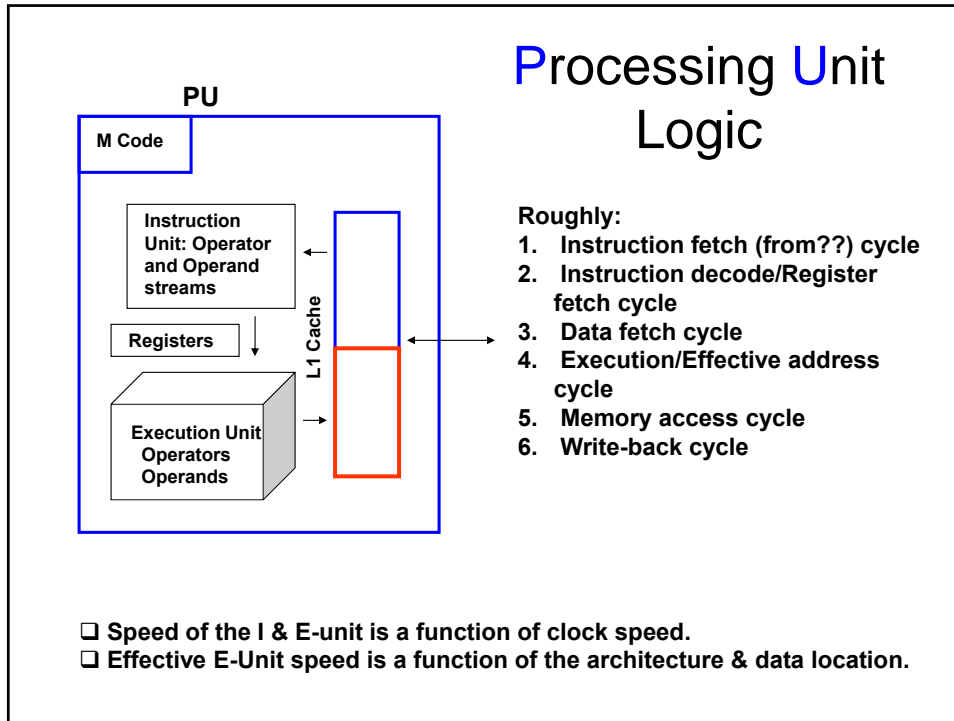 Processing Unit
Logic
PU
M Code
Instruction
Unit: Operator
and Operand
streams
Registers
L1 Cache
Execution Unit
Operators
Operands
Roughly:
1. Instruction fetch (from??) cycle
2. Instruction decode/Register
fetch cycle
3. Data fetch cycle
4. Execution/Effective address
cycle
5. Memory access cycle
6. Write-back cycle
❑ Speed of the I & E-unit is a function of clock speed.
❑ Effective E-Unit speed is a function of the architecture & data location.